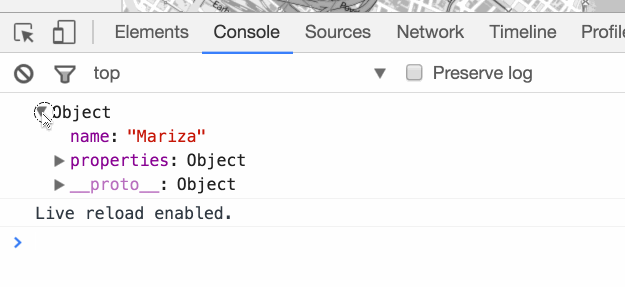 Elements Console Sources Network Timeline Profile
top Preserve log
Object
name: "Mariza"
properties: Object
__proto__: Object
Live reload enabled.